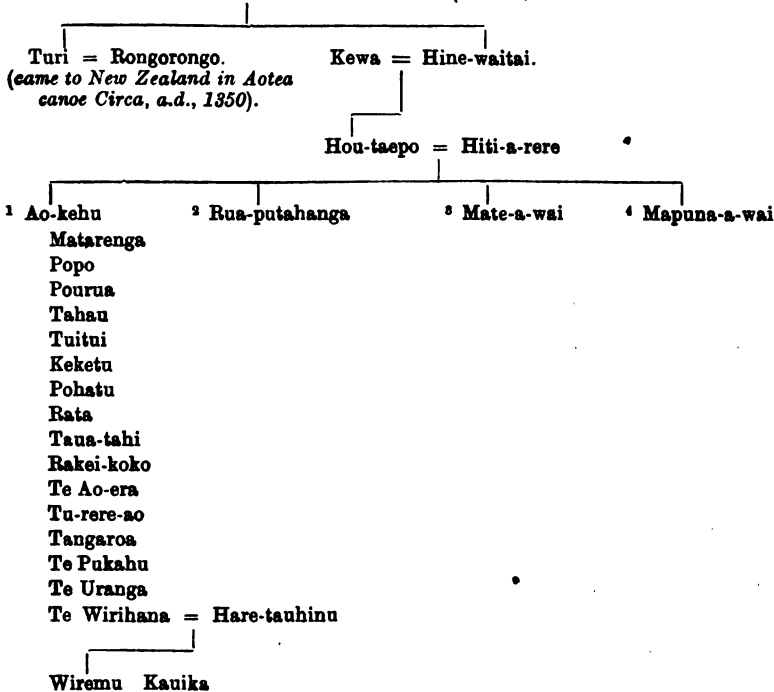 Turi = Rongorongo. Kewa = Hine-waitai.
(came to New Zealand in Aotea
canoe Circa, a.d., 1350).
Hou-taepo = Hiti-a-rere
1 Ao-kehu 2 Rua-putahanga 3 Mate-a-wai 4 Mapuna-a-wai
Matarenga
Popo
Pourua
Tahau
Tuitui
Keketu
Pohatu
Rata
Taua-tahi
Rakei-koko
Te Ao-era
Tu-rere-ao
Tangaroa
Te Pukahu
Te Uranga
Te Wirihana = Hare-tauhinu
Wiremu Kauika